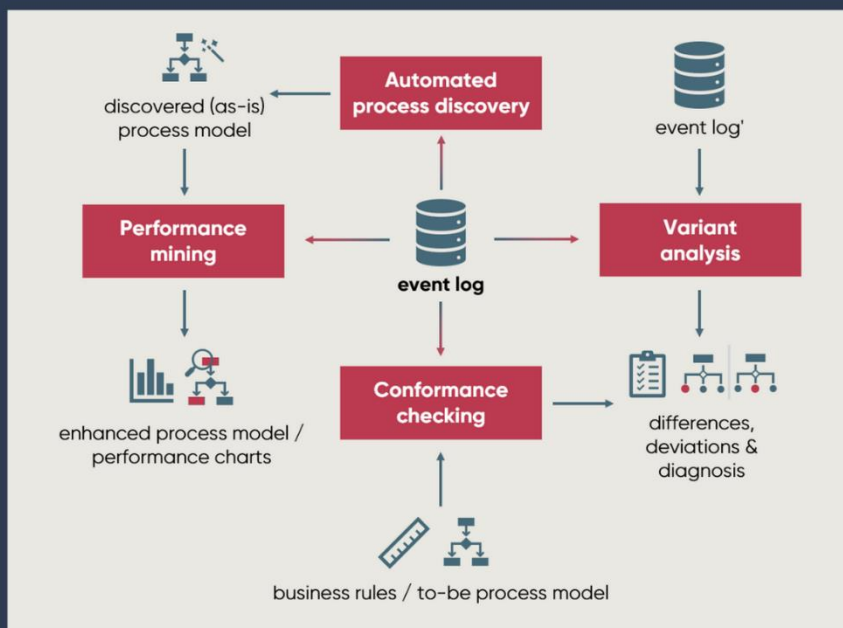 Automated
process discovery
discovered (as-is)
process model
event log'
Performance
mining
event log
Variant
analysis
Conformance
checking
enhanced process model /
performance charts
differences,
deviations &
diagnosis
business rules / to-be process model